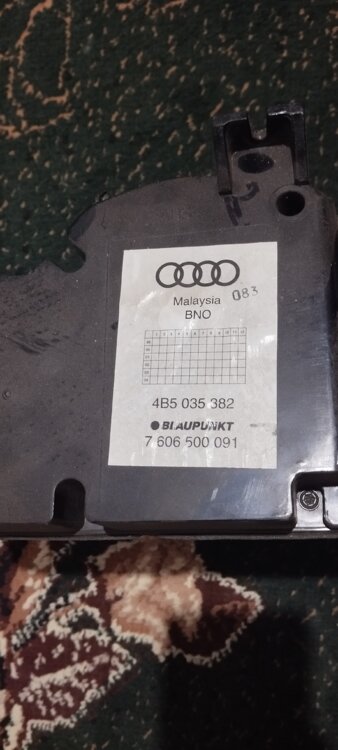 Malaysia
083
BNO
4B5 035 382
BLAUPUNKT
7 606 500 091